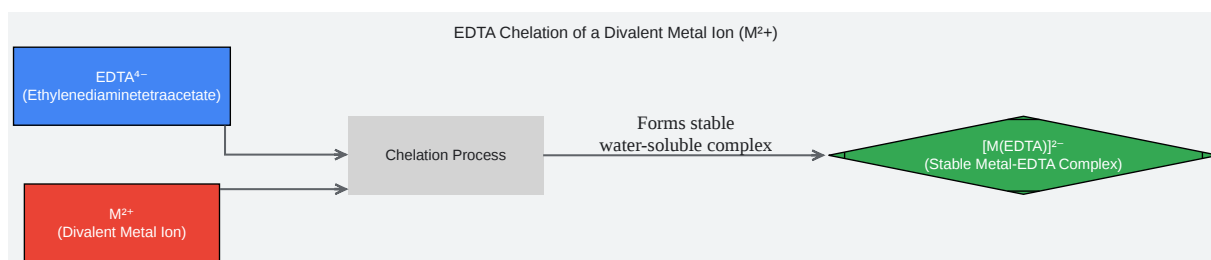 EDTA Chelation of a Divalent Metal Ion (M²+)
EDTA⁴⁻
(Ethylenediaminetetraacetate)
M²⁺
(Divalent Metal Ion)
Chelation Process
Forms stable
water-soluble complex
[M(EDTA)]²⁻
(Stable Metal-EDTA Complex)